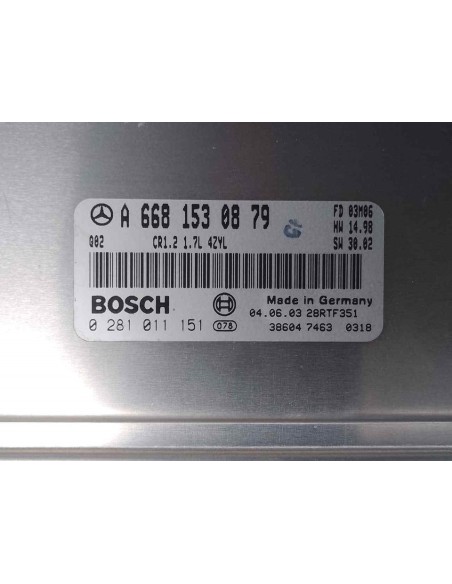 A 668 153 08 79 FD 03M06
HW 14.98
Q02 CR1.2 1.7L 4ZYL SW 30.02
BOSCH Made in Germany
0 281 011 151 078 04.06.03 28RTF351
38604 7463 0318